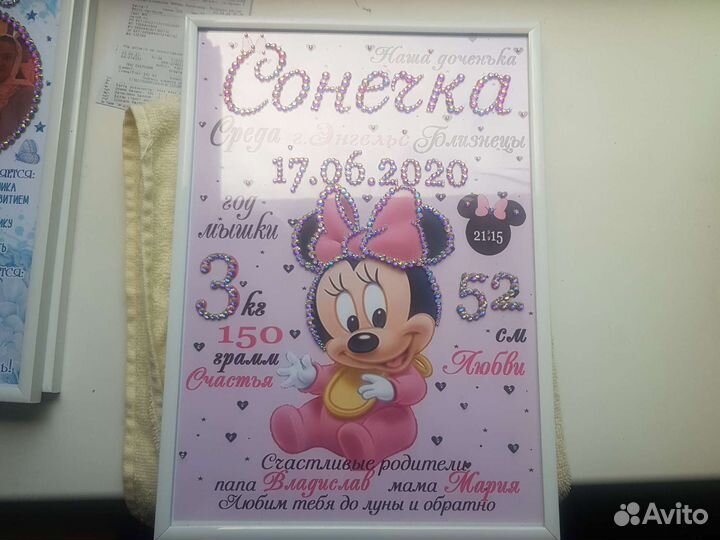 Наша доченька
Сонечка
Среда г.Энгельс Близнецы
17.06.2020
год
мышки
21:15
3 кг
150
грамм
Счастья
52
см
Любви
Счастливые родители
папа Владислав мама Мария
Любим тебя до луны и обратно
Avito